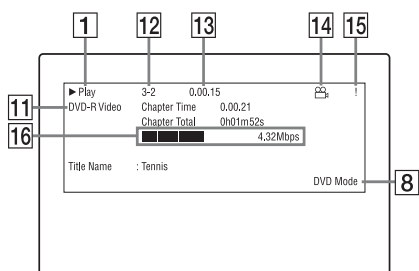 1 12 13 14 15
▶ Play 3-2 0.00.15 !
11 DVD-R Video Chapter Time 0.00.21
Chapter Total 0h01m52s
16 4.32Mbps
Title Name : Tennis
DVD Mode 8